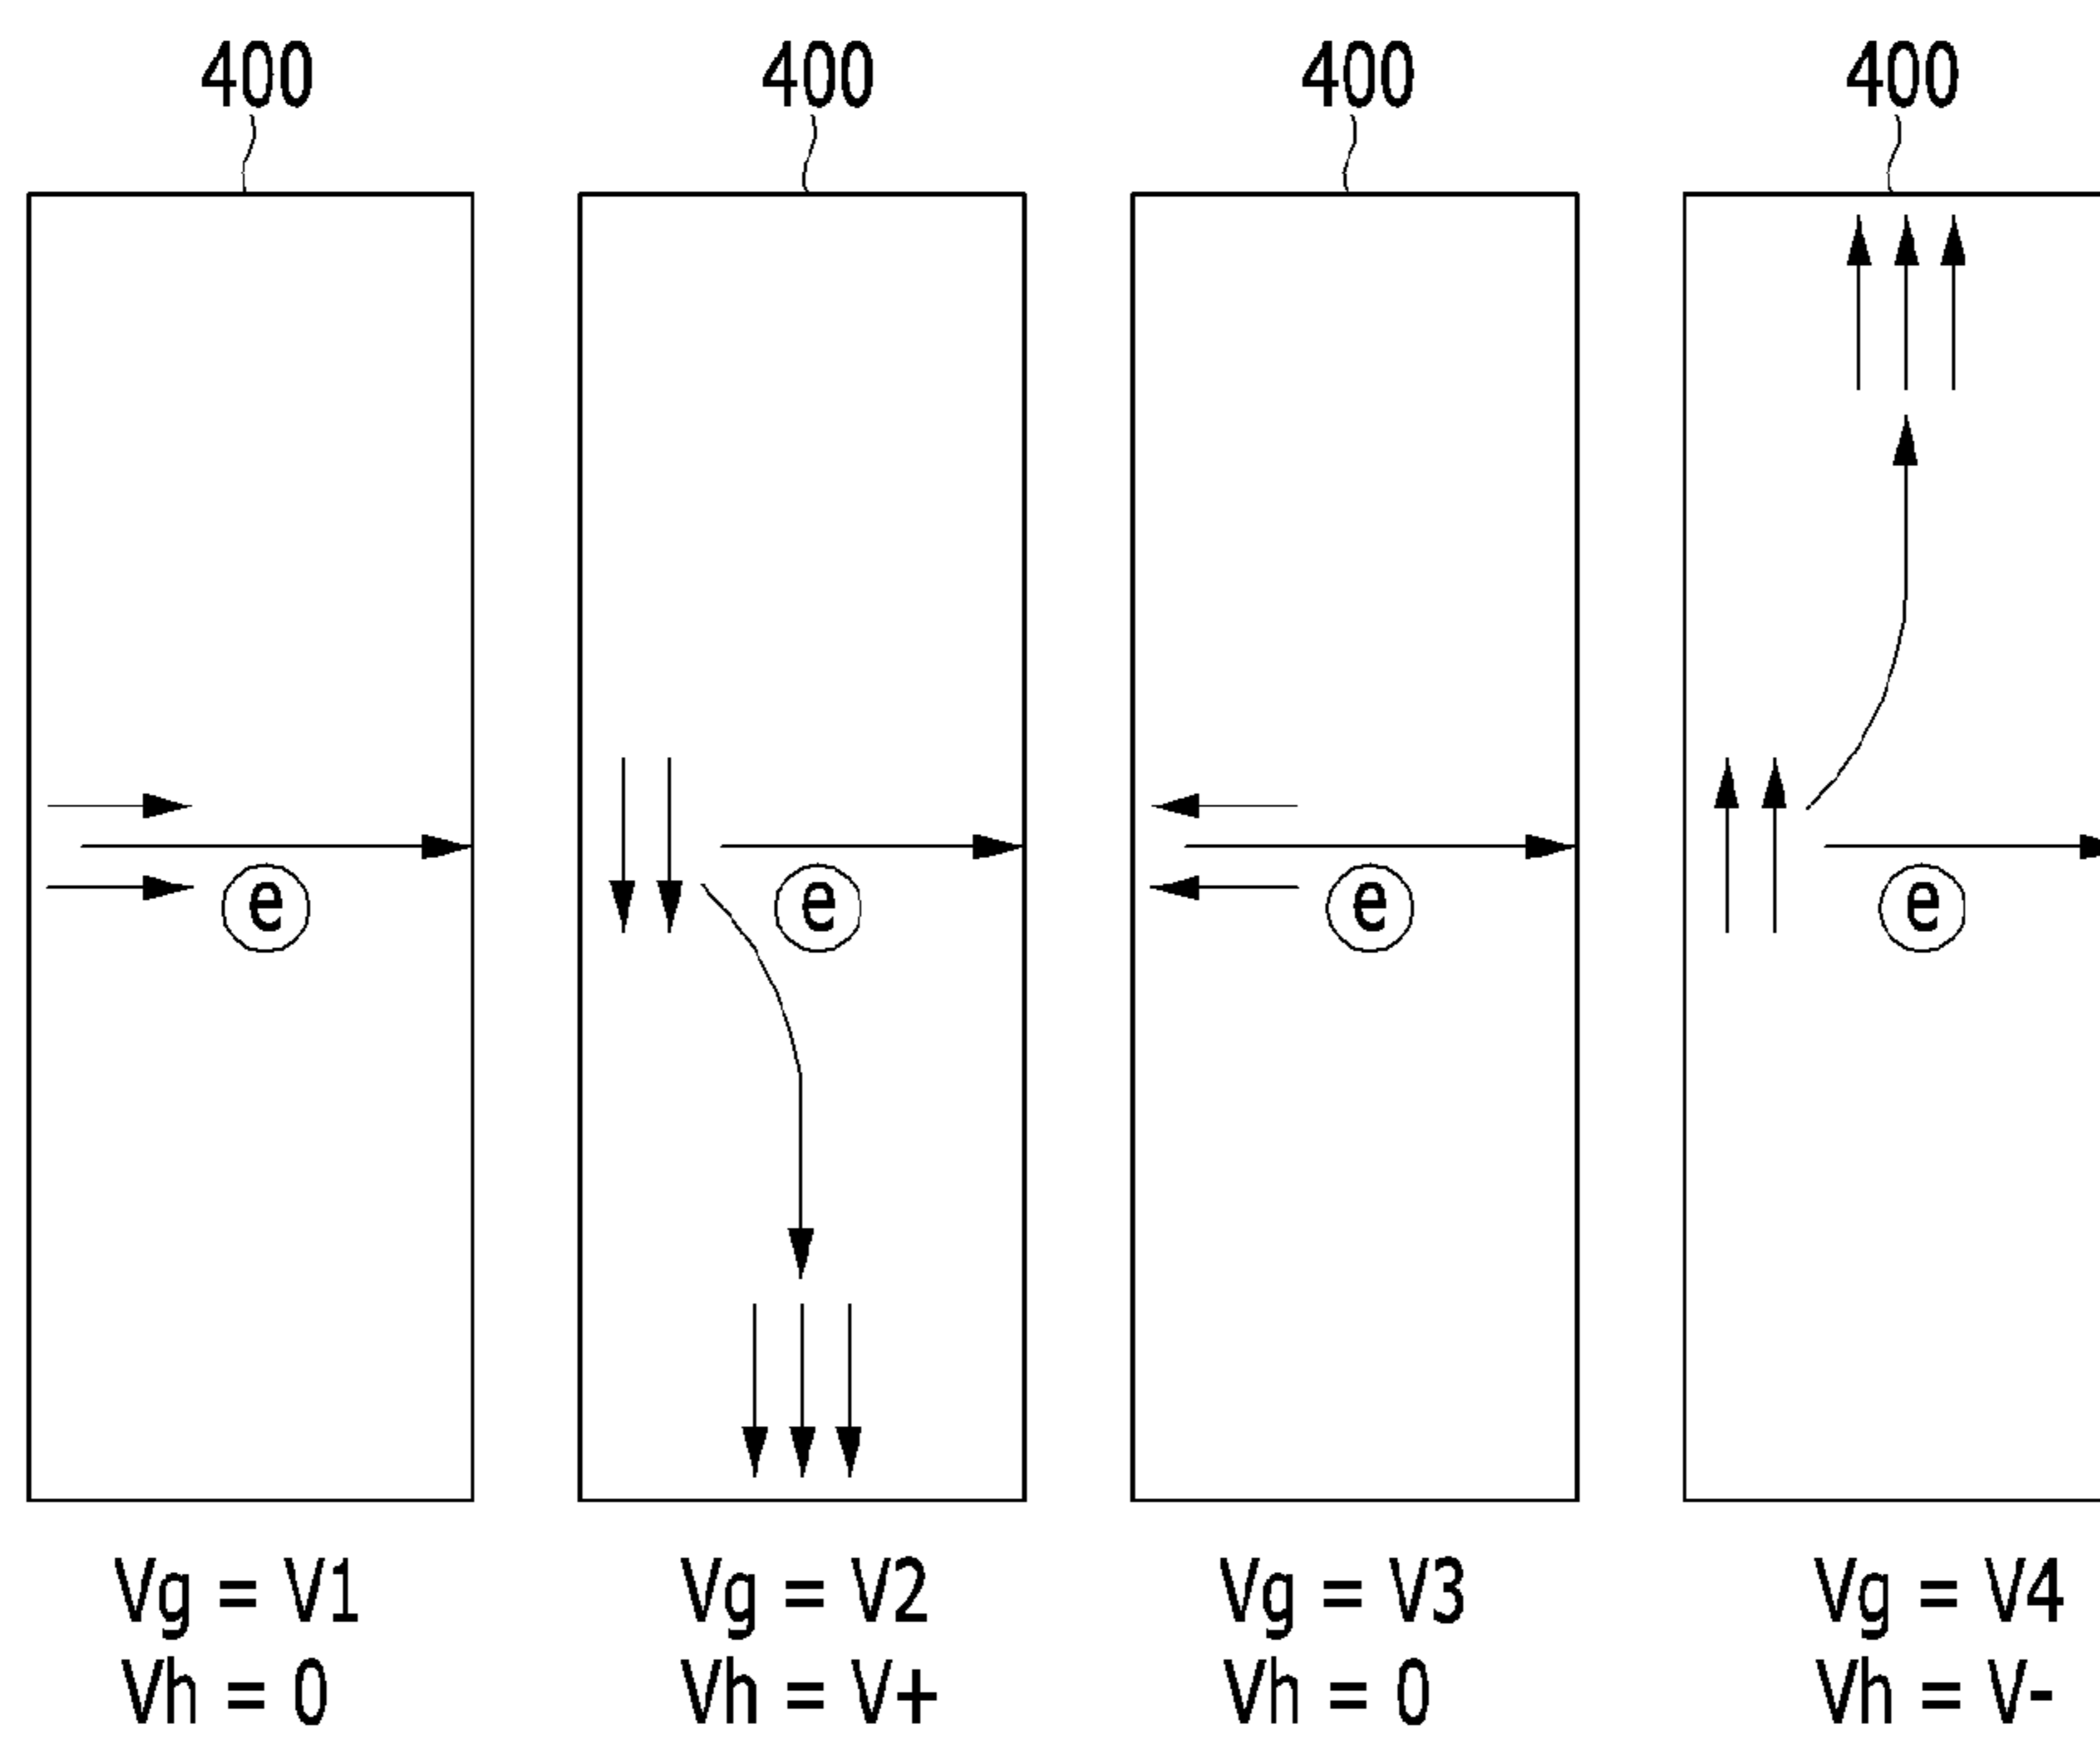 400 400 400 400
e e e e
Vg = V1 Vg = V2 Vg = V3 Vg = V4
Vh = 0 Vh = V+ Vh = 0 Vh = V-